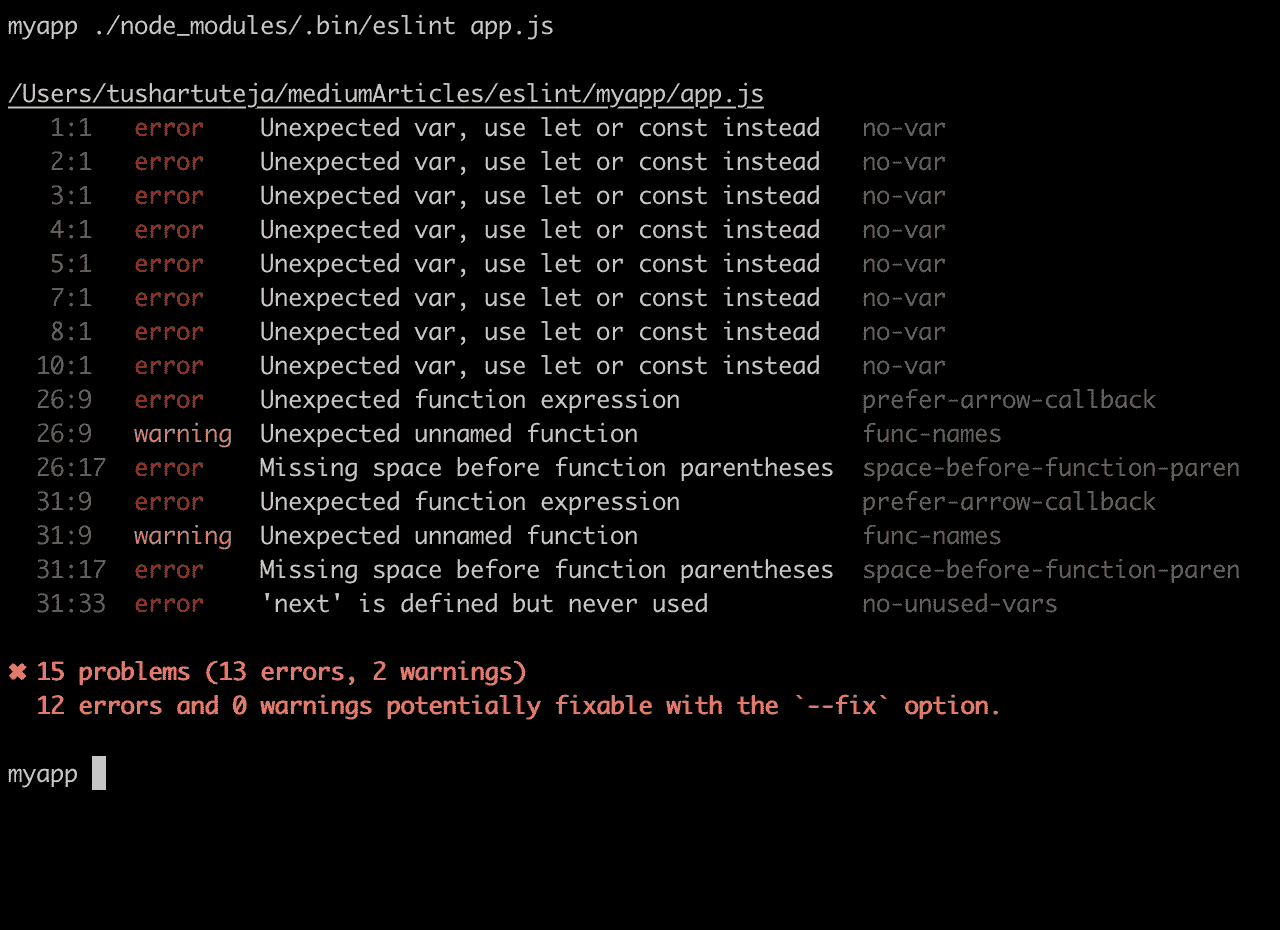 myapp ./node_modules/.bin/eslint app.js
/Users/tushartuteja/mediumArticles/eslint/myapp/app.js
1:1 error Unexpected var, use let or const instead no-var
2:1 error Unexpected var, use let or const instead no-var
3:1 error Unexpected var, use let or const instead no-var
4:1 error Unexpected var, use let or const instead no-var
5:1 error Unexpected var, use let or const instead no-var
7:1 error Unexpected var, use let or const instead no-var
8:1 error Unexpected var, use let or const instead no-var
10:1 error Unexpected var, use let or const instead no-var
26:9 error Unexpected function expression prefer-arrow-callback
26:9 warning Unexpected unnamed function func-names
26:17 error Missing space before function parentheses space-before-function-paren
31:9 error Unexpected function expression prefer-arrow-callback
31:9 warning Unexpected unnamed function func-names
31:17 error Missing space before function parentheses space-before-function-paren
31:33 error 'next' is defined but never used no-unused-vars
✖ 15 problems (13 errors, 2 warnings)
12 errors and 0 warnings potentially fixable with the `--fix` option.
myapp